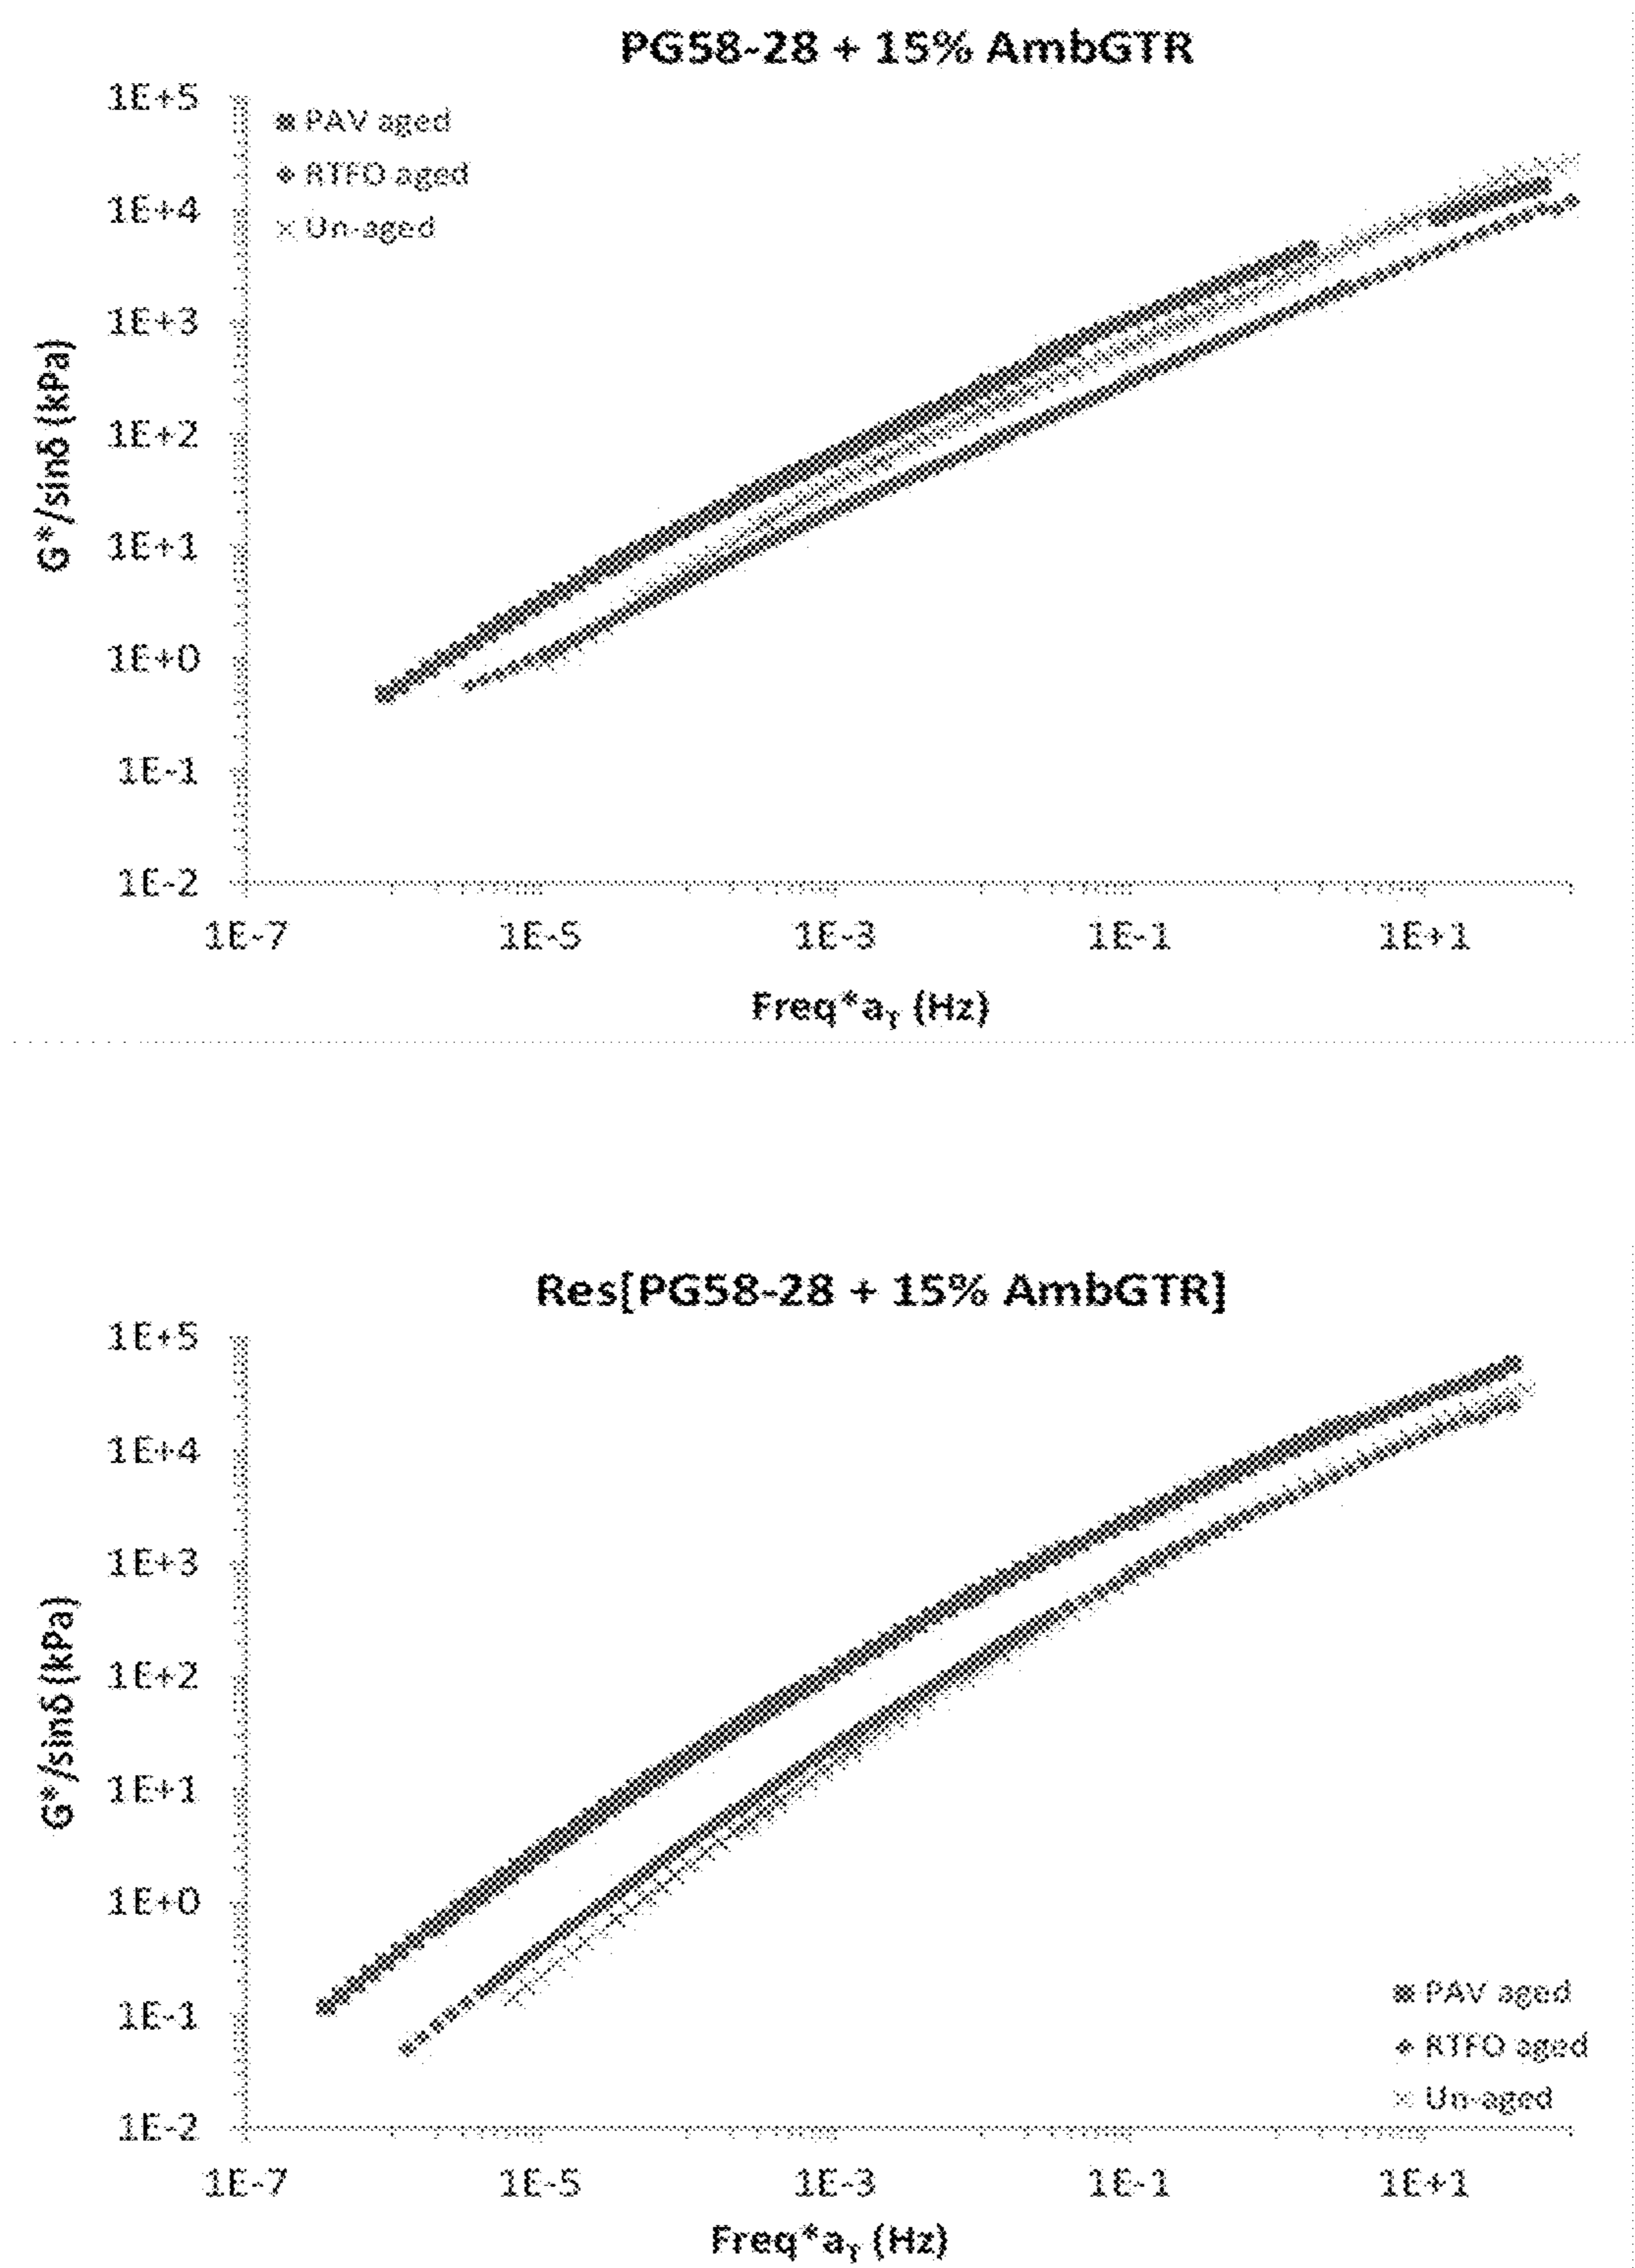 PG58-28 + 15% AmbGTR
1E+5
1E+4
1E+3
1E+2
1E+1
1E+0
1E-1
1E-2
PAV aged
RTFO aged
Un-aged
G*/sinδ (kPa)
1E-7 1E-5 1E-3 1E-1 1E+1
Freq*aT (Hz)
Res[PG58-28 + 15% AmbGTR]
1E+5
1E+4
1E+3
1E+2
1E+1
1E+0
1E-1
1E-2
G*/sinδ (kPa)
PAV aged
RTFO aged
Un-aged
1E-7 1E-5 1E-3 1E-1 1E+1
Freq*aT (Hz)